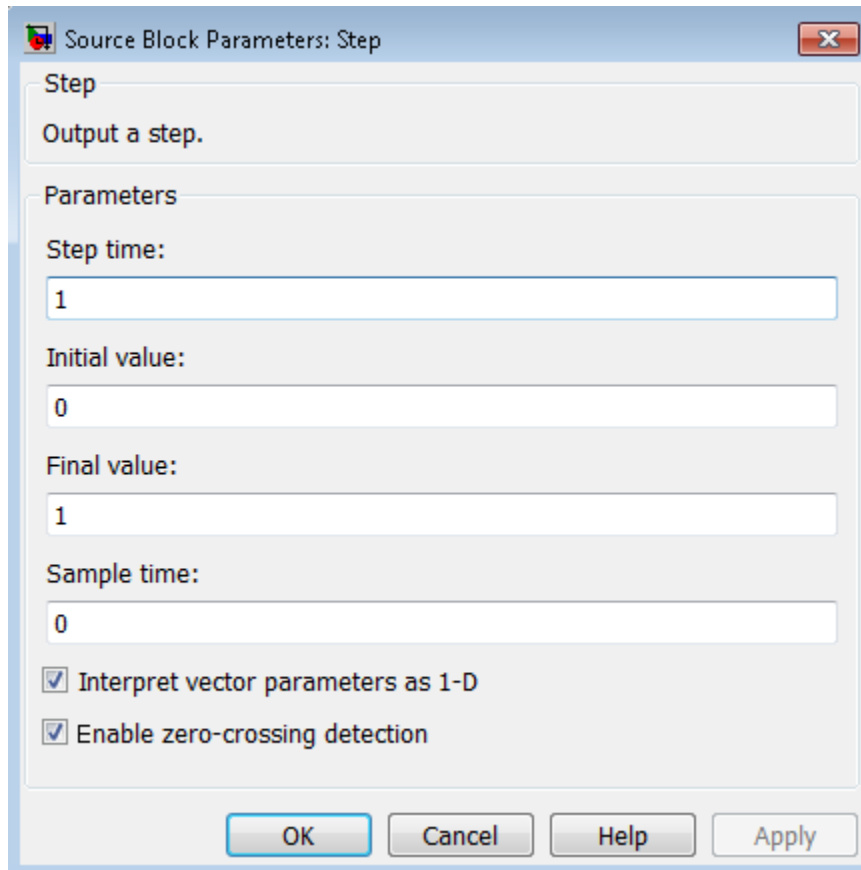 Source Block Parameters: Step
Step
Output a step.
Parameters
Step time:
1
Initial value:
0
Final value:
1
Sample time:
0
Interpret vector parameters as 1-D
Enable zero-crossing detection
OK Cancel Help Apply